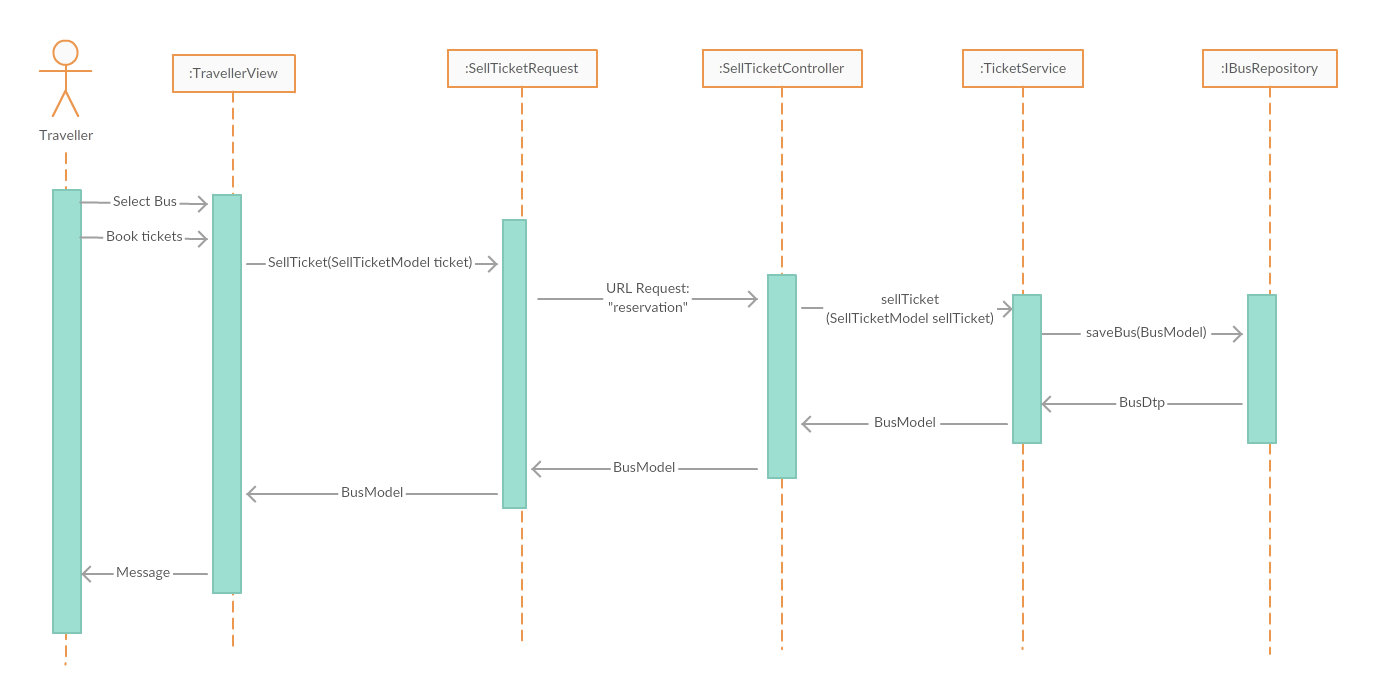 :TravellerView
:SellTicketRequest
:SellTicketController
:TicketService
:IBusRepository
Traveller
Select Bus
Book tickets
SellTicket(SellTicketModel ticket)
URL Request:
"reservation"
sellTicket
(SellTicketModel sellTicket)
saveBus(BusModel)
BusDtp
BusModel
BusModel
BusModel
Message